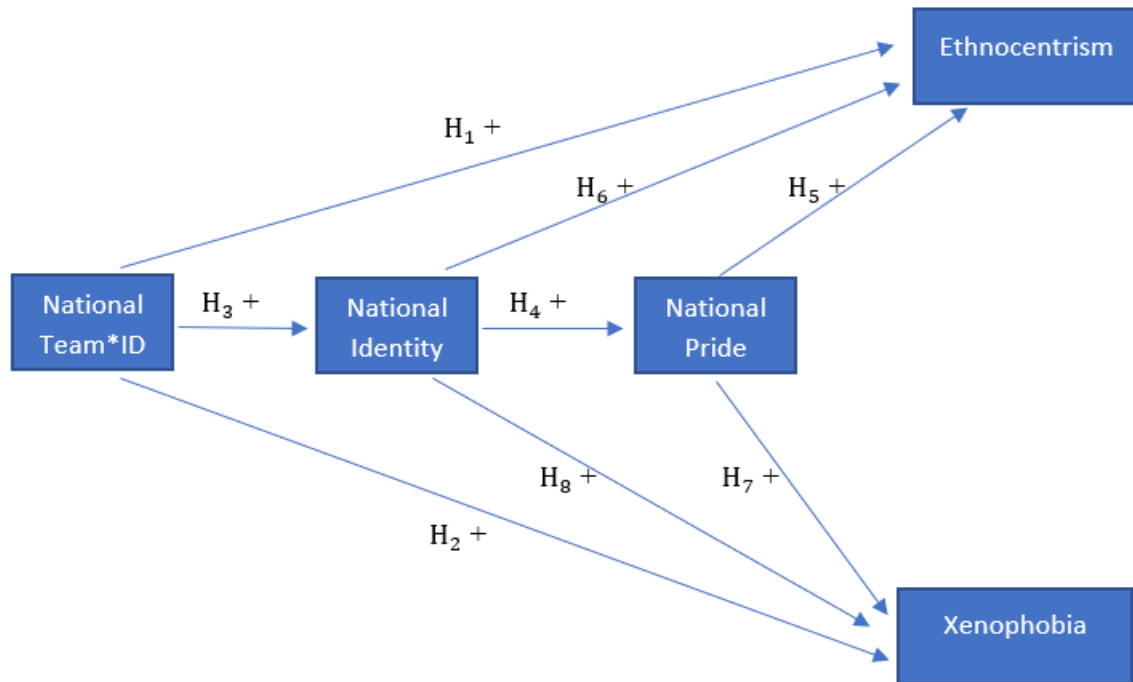 Ethnocentrism
H₁ +
H₆ +
H₅ +
National
Team*ID
H₃ +
National
Identity
H₄ +
National
Pride
H₈ +
H₇ +
H₂ +
Xenophobia